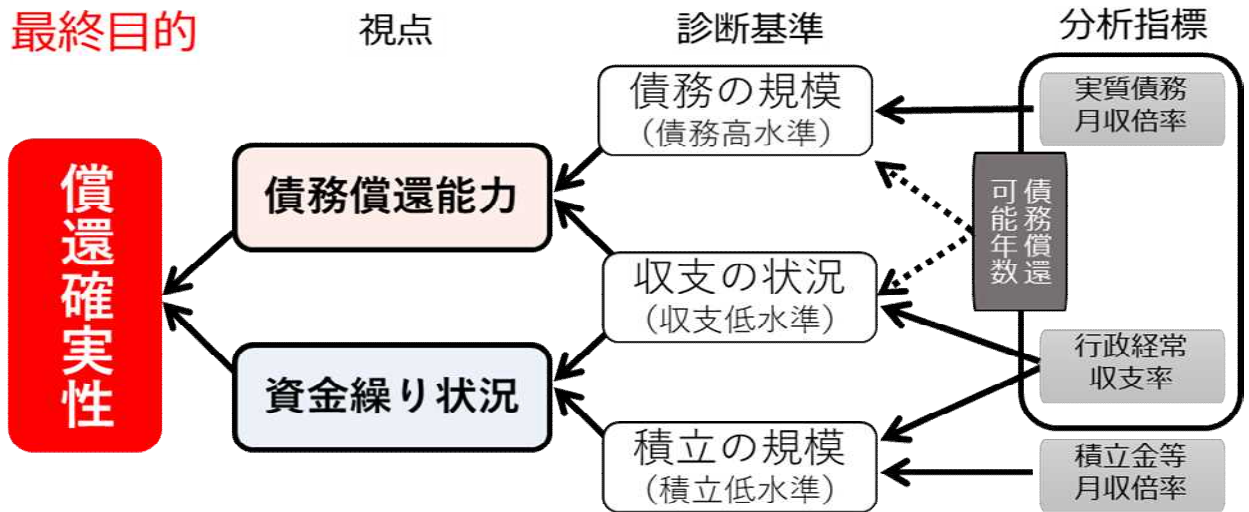 最終目的
視点
診断基準
分析指標
償還確実性
債務償還能力
資金繰り状況
債務の規模
(債務高水準)
収支の状況
(収支低水準)
積立の規模
(積立低水準)
実質債務
月収倍率
債務償還
可能年数
行政経常
収支率
積立金等
月収倍率